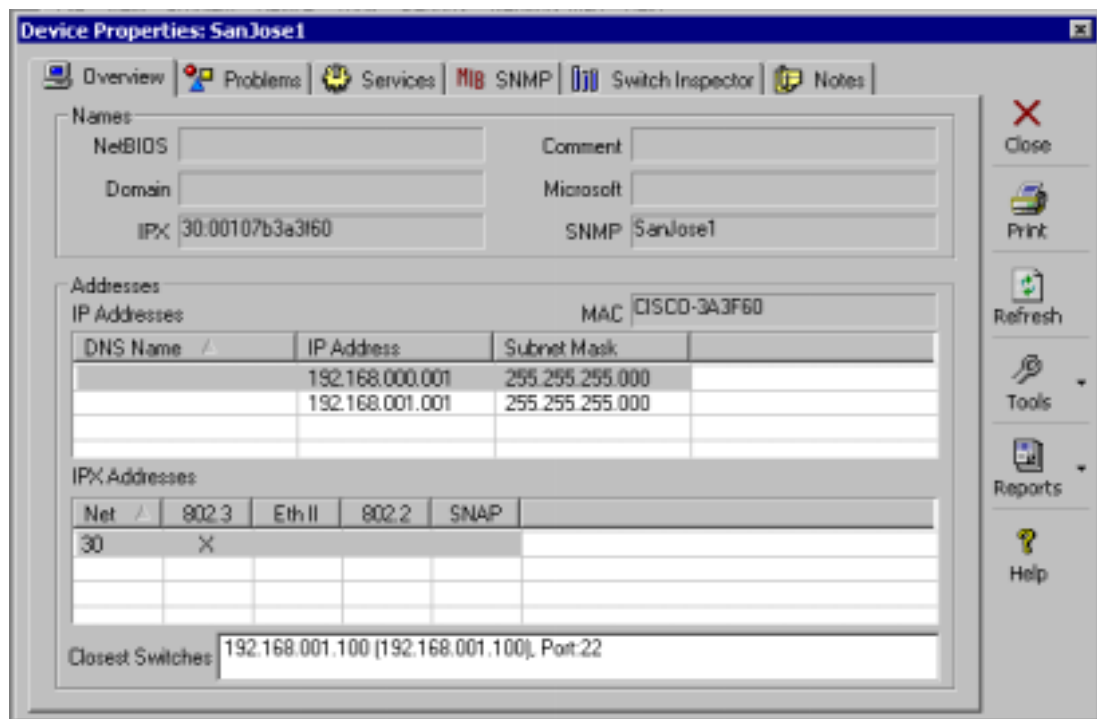 Device Properties: SanJose1
Overview Problems Services MIB SNMP Switch Inspector Notes
Names
NetBIOS Comment
Domain Microsoft
IPX 30:00107b3a3f60 SNMP SanJose1
Addresses
IP Addresses MAC CISCO-3A3F60
DNS Name IP Address Subnet Mask
192.168.000.001 255.255.255.000
192.168.001.001 255.255.255.000
IPX Addresses
Net 802.3 Eth II 802.2 SNAP
30 X
Closest Switches 192.168.001.100 (192.168.001.100), Port:22
Close
Print
Refresh
Tools
Reports
Help